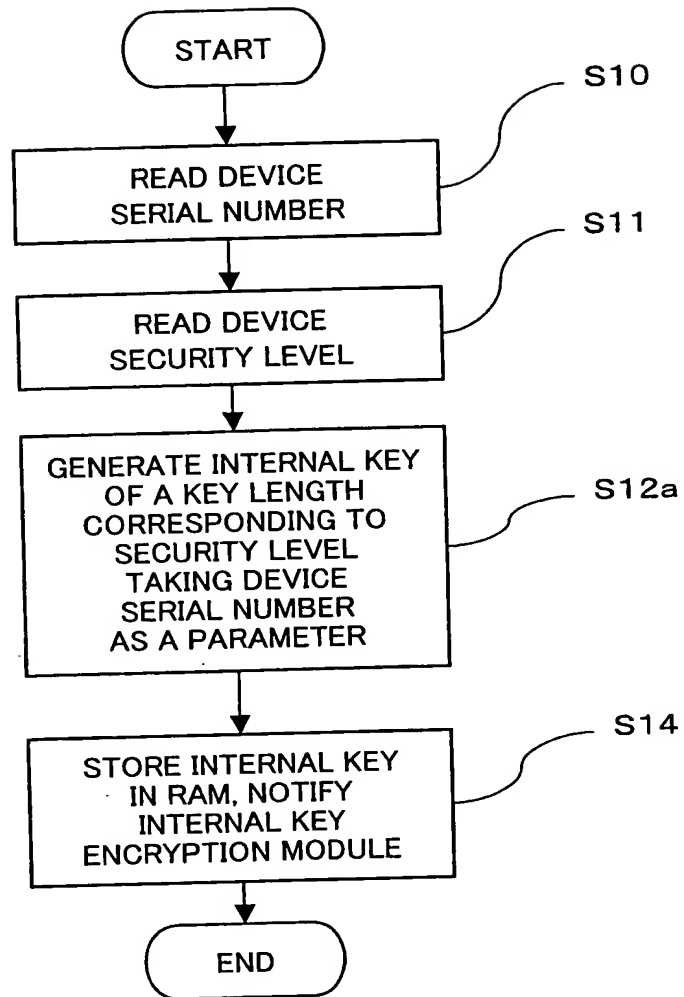 START
S10
READ DEVICE
SERIAL NUMBER
S11
READ DEVICE
SECURITY LEVEL
GENERATE INTERNAL KEY
OF A KEY LENGTH
CORRESPONDING TO
SECURITY LEVEL
TAKING DEVICE
SERIAL NUMBER
AS A PARAMETER
S12a
STORE INTERNAL KEY
IN RAM, NOTIFY
INTERNAL KEY
ENCRYPTION MODULE
S14
END